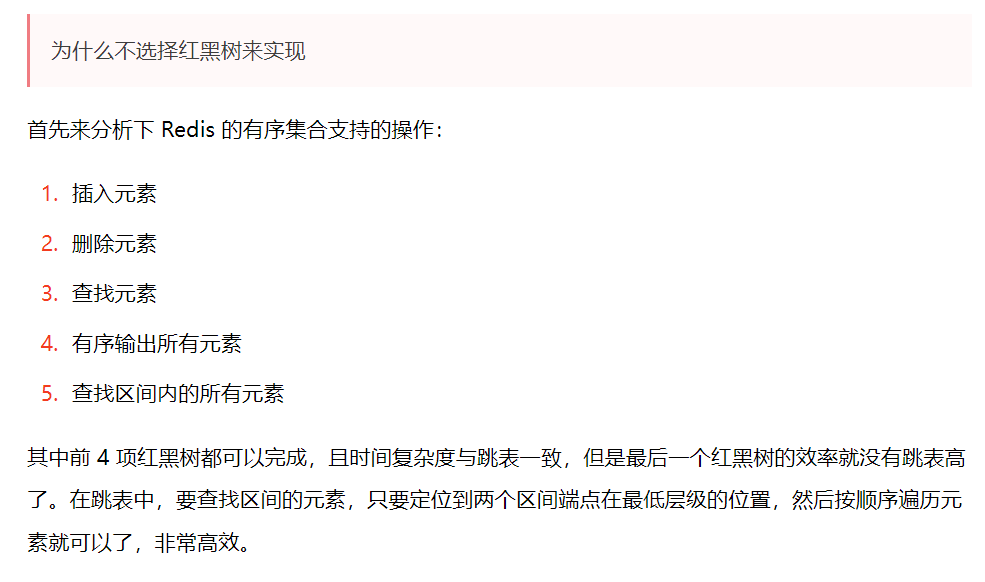 为什么不选择红黑树来实现
首先来分析下 Redis 的有序集合支持的操作：
1. 插入元素
2. 删除元素
3. 查找元素
4. 有序输出所有元素
5. 查找区间内的所有元素
其中前 4 项红黑树都可以完成，且时间复杂度与跳表一致，但是最后一个红黑树的效率就没有跳表高
了。在跳表中，要查找区间的元素，只要定位到两个区间端点在最低层级的位置，然后按顺序遍历元
素就可以了，非常高效。